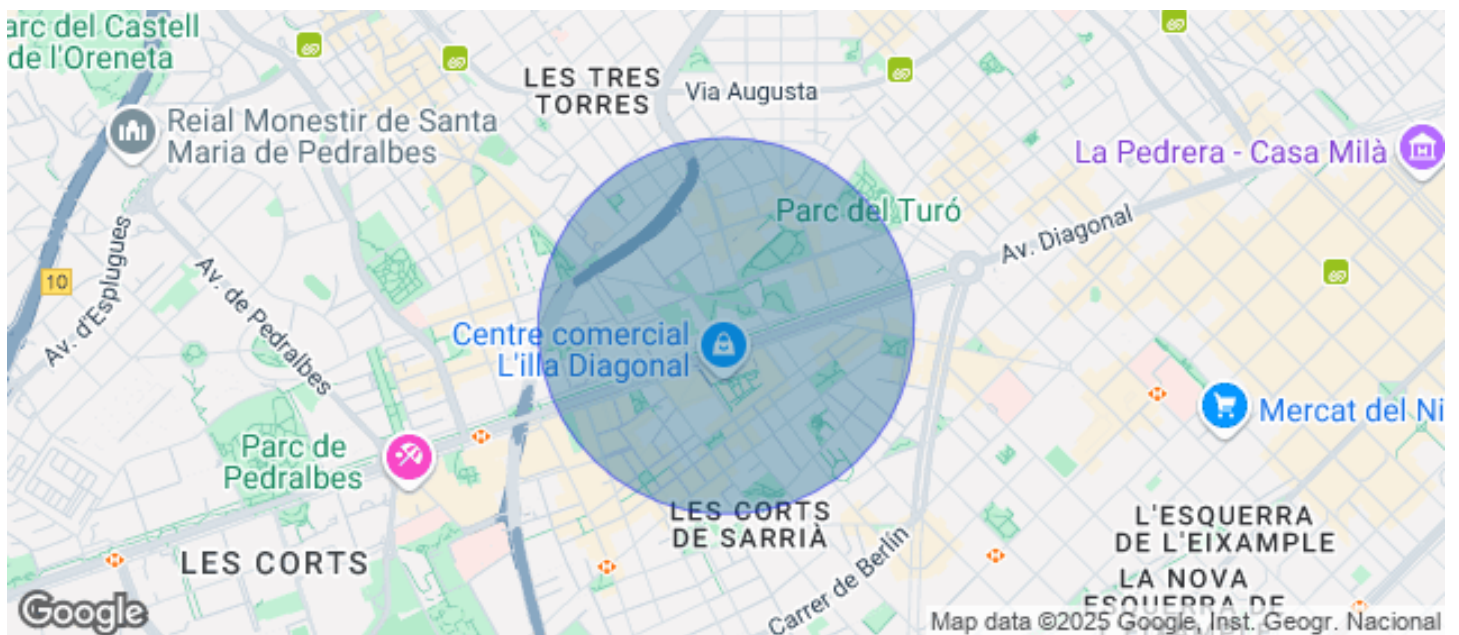 arc del Castell
de l'Oreneta
LES TRES
TORRES
Via Augusta
Reial Monestir de Santa
Maria de Pedralbes
La Pedrera - Casa Milà
Parc del Turó
Av. Diagonal
10
Av. d'Esplugues
Av. de Pedralbes
Centre comercial
L'illa Diagonal
Mercat del Ni
Parc de
Pedralbes
LES CORTS
DE SARRIÀ
L'ESQUERRA
DE L'EIXAMPLE
LES CORTS
Carrer de Berlín
LA NOVA
ESQUERRA DE
Google
Map data ©2025 Google, Inst. Geogr. Nacional